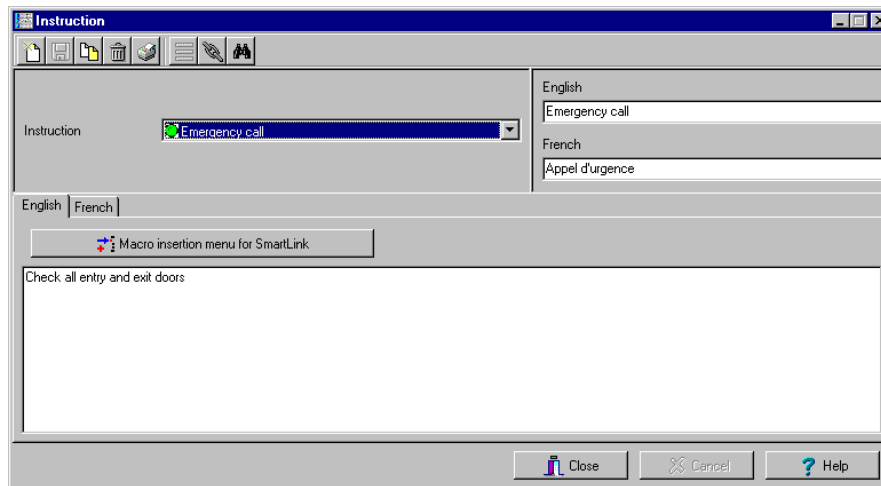 Instruction
English
Emergency call
Instruction
Emergency call
French
Appel d'urgence
English French
Macro insertion menu for SmartLink
Check all entry and exit doors
Close Cancel Help